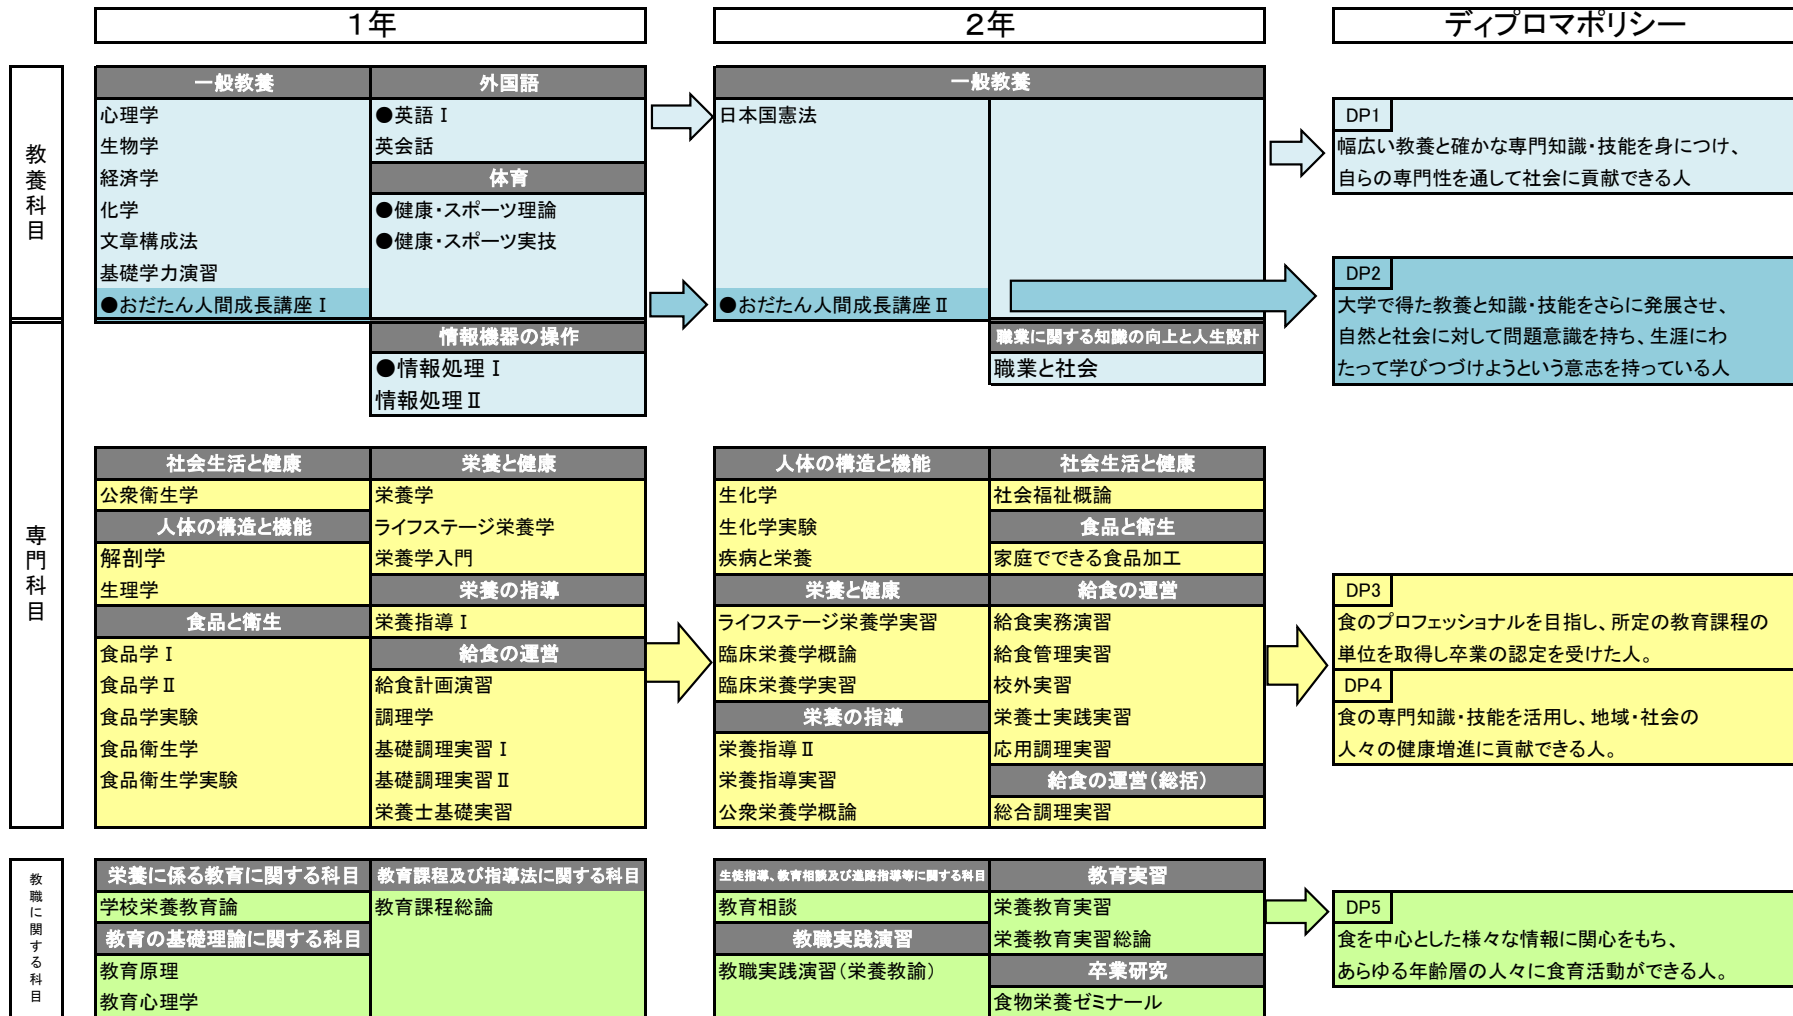 1年
2年
ディプロマポリシー
教養科目
一般教養
心理学
生物学
経済学
化学
文章構成法
基礎学力演習
●おだたん人間成長講座Ⅰ
外国語
●英語Ⅰ
英会話
体育
●健康・スポーツ理論
●健康・スポーツ実技
一般教養
日本国憲法
●おだたん人間成長講座Ⅱ
DP1
幅広い教養と確かな専門知識・技能を身につけ、
自らの専門性を通して社会に貢献できる人
DP2
大学で得た教養と知識・技能をさらに発展させ、
自然と社会に対して問題意識を持ち、生涯にわ
たって学びつづけようという意志を持っている人
専門科目
情報機器の操作
●情報処理Ⅰ
情報処理Ⅱ
職業に関する知識の向上と人生設計
職業と社会
社会生活と健康
公衆衛生学
人体の構造と機能
解剖学
生理学
食品と衛生
食品学Ⅰ
食品学Ⅱ
食品学実験
食品衛生学
食品衛生学実験
栄養と健康
栄養学
ライフステージ栄養学
栄養学入門
栄養の指導
栄養指導Ⅰ
給食の運営
給食計画演習
調理学
基礎調理実習Ⅰ
基礎調理実習Ⅱ
栄養士基礎実習
人体の構造と機能
生化学
生化学実験
疾病と栄養
栄養と健康
ライフステージ栄養学実習
臨床栄養学概論
臨床栄養学実習
栄養の指導
栄養指導Ⅱ
栄養指導実習
公衆栄養学概論
社会生活と健康
社会福祉概論
食品と衛生
家庭でできる食品加工
給食の運営
給食実務演習
給食管理実習
校外実習
栄養士実践実習
応用調理実習
給食の運営(総括)
総合調理実習
DP3
食のプロフェッショナルを目指し、所定の教育課程の
単位を取得し卒業の認定を受けた人。
DP4
食の専門知識・技能を活用し、地域・社会の
人々の健康増進に貢献できる人。
教職に関する科目
栄養に係る教育に関する科目
学校栄養教育論
教育の基礎理論に関する科目
教育原理
教育心理学
教育課程及び指導法に関する科目
教育課程総論
生徒指導、教育相談及び進路指導等に関する科目
教育相談
教職実践演習
教職実践演習(栄養教諭)
教育実習
栄養教育実習
栄養教育実習総論
卒業研究
食物栄養ゼミナール
DP5
食を中心とした様々な情報に関心をもち、
あらゆる年齢層の人々に食育活動ができる人。